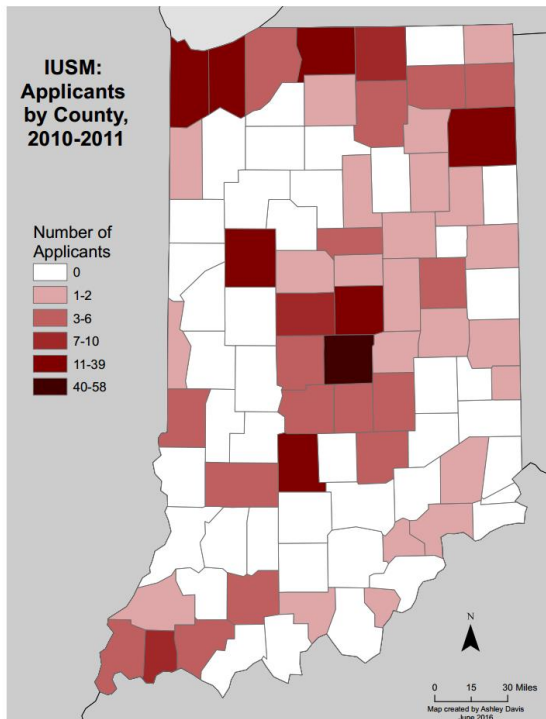 IUSM:
Applicants
by County,
2010-2011
Number of
Applicants
0
1-2
3-6
7-10
11-39
40-58
N
0 15 30 Miles
Map created by Ashley Davis
June 2016